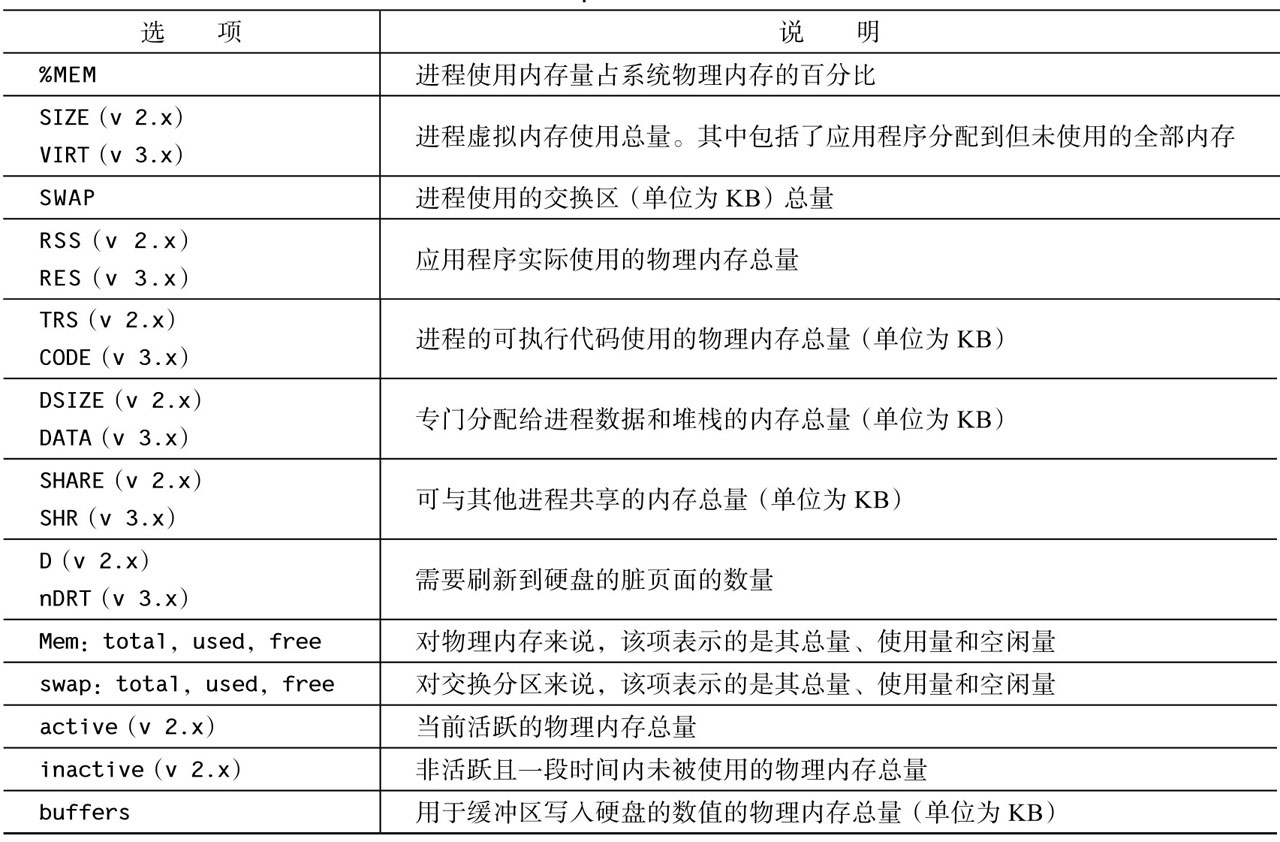 选 项 说 明
%MEM 进程使用内存量占系统物理内存的百分比
SIZE（v 2.x）
VIRT（v 3.x）
进程虚拟内存使用总量。其中包括了应用程序分配到但未使用的全部内存
SWAP 进程使用的交换区（单位为 KB）总量
RSS（v 2.x）
RES（v 3.x）
应用程序实际使用的物理内存总量
TRS（v 2.x）
CODE（v 3.x）
进程的可执行代码使用的物理内存总量（单位为 KB）
DSIZE（v 2.x）
DATA（v 3.x）
专门分配给进程数据和堆栈的内存总量（单位为 KB）
SHARE（v 2.x）
SHR（v 3.x）
可与其他进程共享的内存总量（单位为 KB）
D（v 2.x）
nDRT（v 3.x）
需要刷新到硬盘的脏页面的数量
Mem：total，used，free 对物理内存来说，该项表示的是其总量、使用量和空闲量
swap：total，used，free 对交换分区来说，该项表示的是其总量、使用量和空闲量
active（v 2.x） 当前活跃的物理内存总量
inactive（v 2.x） 非活跃且一段时间内未被使用的物理内存总量
buffers 用于缓冲区写入硬盘的数值的物理内存总量（单位为 KB）